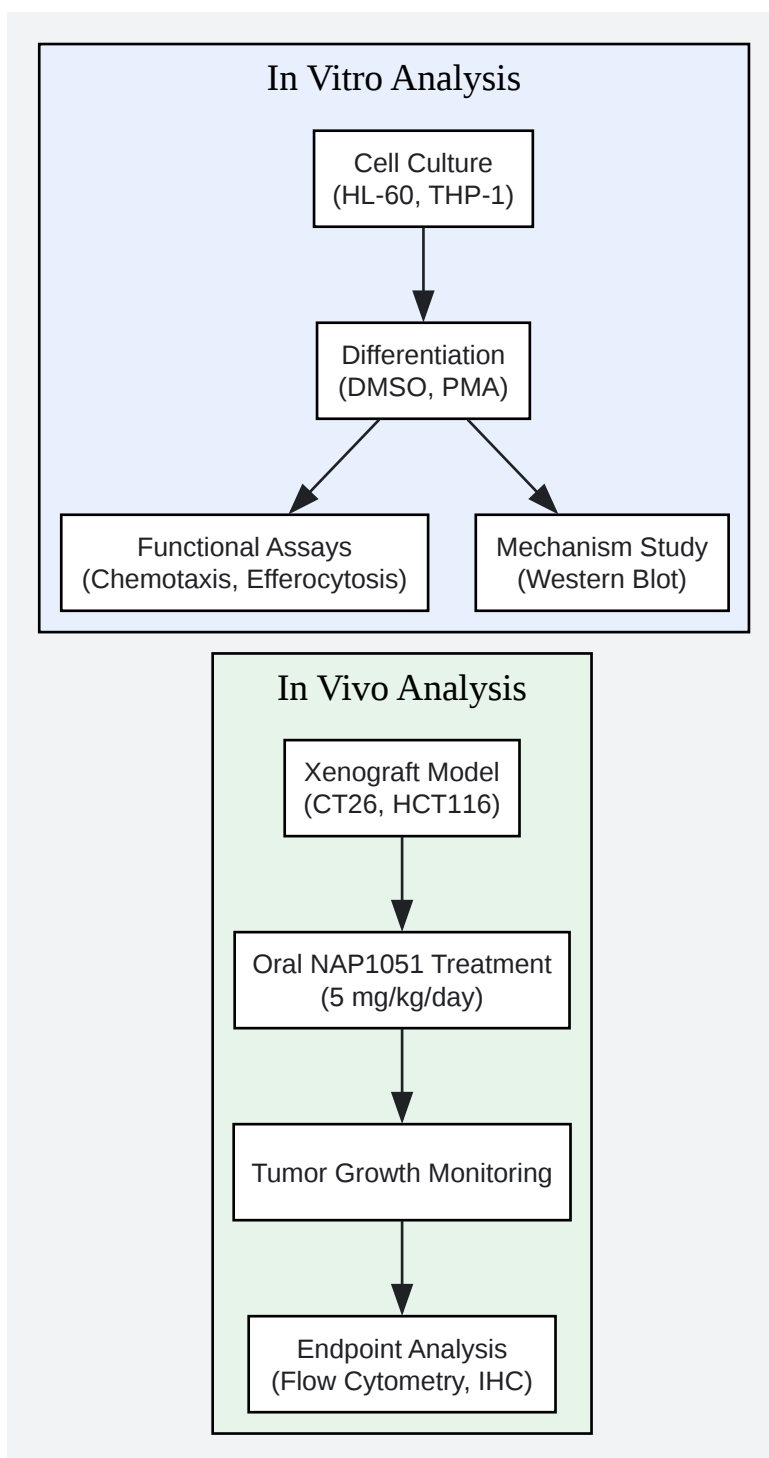 In Vitro Analysis
Cell Culture
(HL-60, THP-1)
Differentiation
(DMSO, PMA)
Functional Assays
(Chemotaxis, Efferocytosis)
Mechanism Study
(Western Blot)
In Vivo Analysis
Xenograft Model
(CT26, HCT116)
Oral NAP1051 Treatment
(5 mg/kg/day)
Tumor Growth Monitoring
Endpoint Analysis
(Flow Cytometry, IHC)